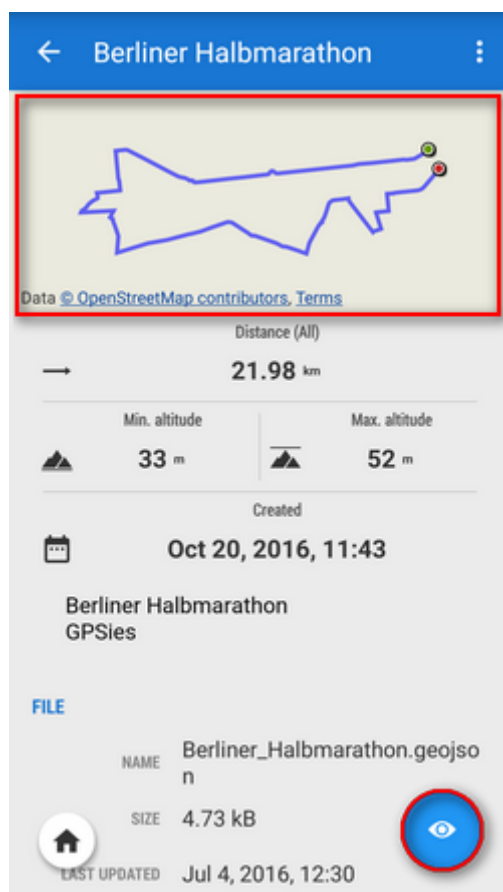 Berliner Halbmarathon
Data © OpenStreetMap contributors, Terms
Distance (All)
21.98 km
Min. altitude
Max. altitude
33 m
52 m
Created
Oct 20, 2016, 11:43
Berliner Halbmarathon
GPSies
FILE
NAME Berliner_Halbmarathon.geojso
n
SIZE 4.73 kB
LAST UPDATED Jul 4, 2016, 12:30